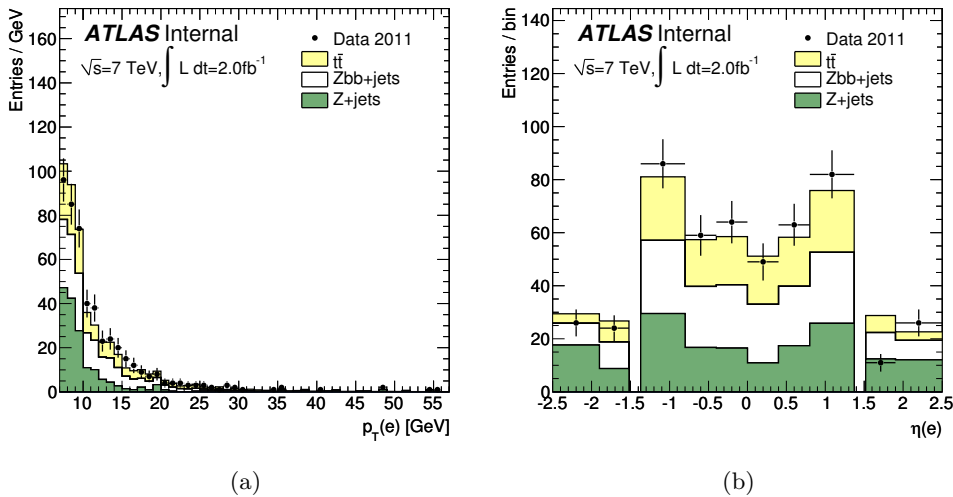 Entries / GeV
160
140
120
100
80
60
40
20
0
ATLAS Internal
√s=7 TeV, ∫ L dt=2.0fb⁻¹
Data 2011
tt̄
Zbb+jets
Z+jets
10 15 20 25 30 35 40 45 50 55
p_T(e) [GeV]
(a)
Entries / bin
140
120
100
80
60
40
20
0
ATLAS Internal
√s=7 TeV, ∫ L dt=2.0fb⁻¹
Data 2011
tt̄
Zbb+jets
Z+jets
-2.5 -2 -1.5 -1 -0.5 0 0.5 1 1.5 2 2.5
η(e)
(b)